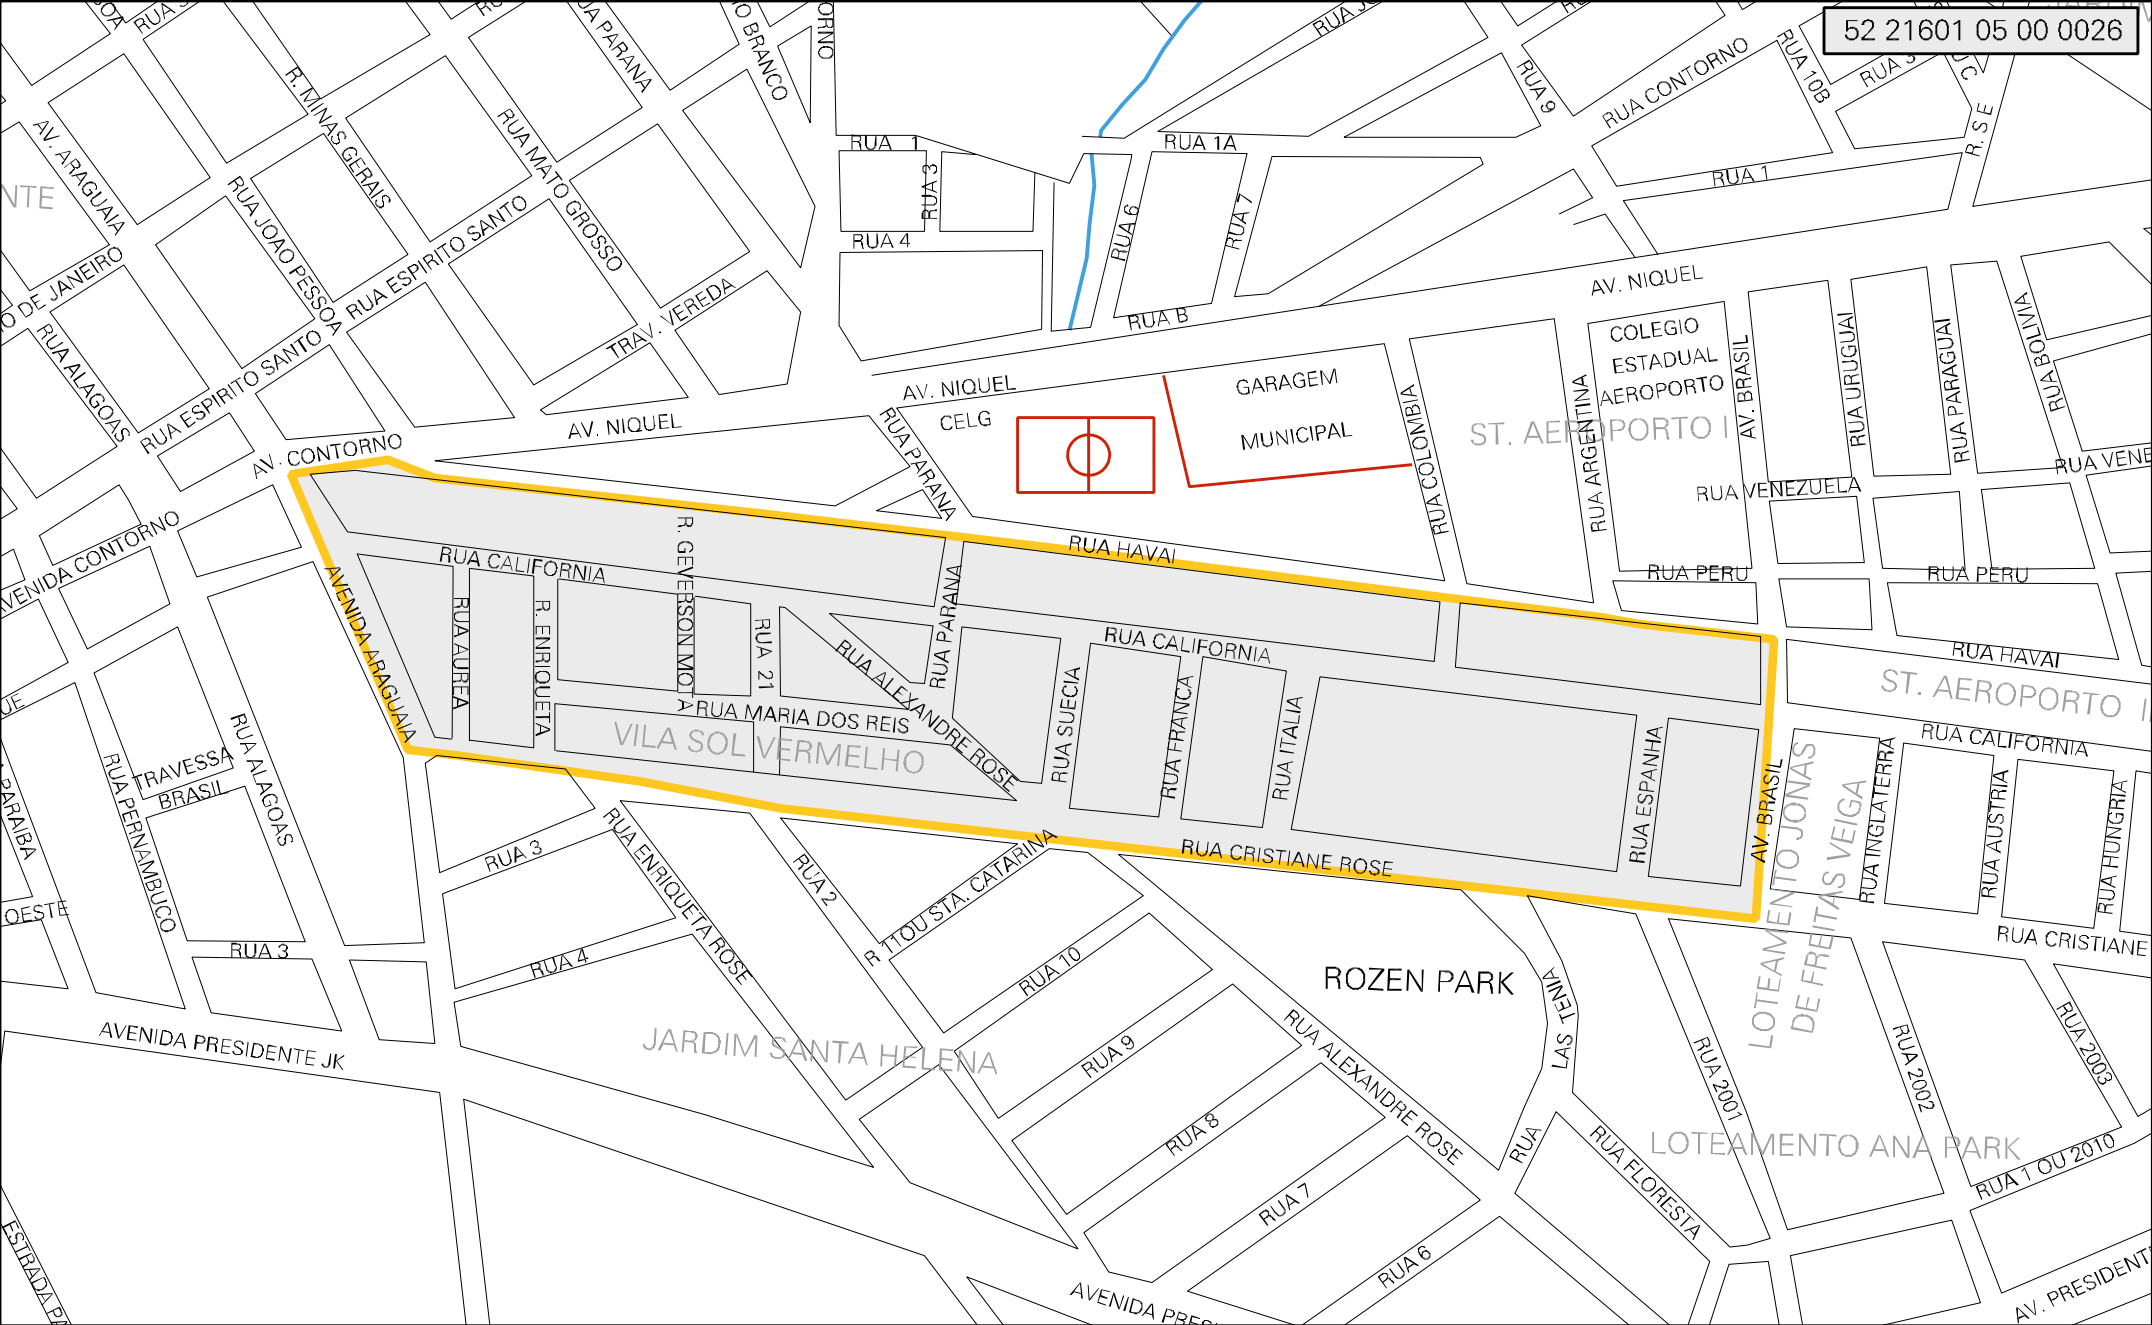 52 21601 05 00 0026
R. MINAS GERAIS
RUA PARANA
RUA CONTORNO
RUA 10B
RUA 9
R. S E
AV. ARAGUAIA
RUA JOAO PESSOA
RUA MATO GROSSO
RUA 1
RUA 3
RUA 4
RUA 1A
RUA 6
RUA 7
RUA 1
RUA B
AV. NIQUEL
RUA ESPIRITO SANTO
RUA ESPIRITO SANTO
TRAV. VEREDA
RUA ALAGOAS
AV. CONTORNO
AV. NIQUEL
AV. NIQUEL
CELG
GARAGEM
MUNICIPAL
COLEGIO
ESTADUAL
AEROPORTO
ST. AEROPORTO I
RUA COLOMBIA
RUA ARGENTINA
AV. BRASIL
RUA URUGUAI
RUA PARAGUAI
RUA BOLIVIA
RUA VENEZUELA
RUA PERU
RUA PERU
RUA PARANA
RUA HAVAI
RUA HAVAI
ST. AEROPORTO
RUA CALIFORNIA
RUA CALIFORNIA
RUA CALIFORNIA
AVENIDA ARAGUAIA
RUA AUREA
R. ENRIQUETA
R. GEVERSON MOTA
RUA 21
RUA ALEXANDRE ROSE
RUA PARANA
RUA MARIA DOS REIS
VILA SOL VERMELHO
RUA SUECIA
RUA FRANCA
RUA ITALIA
RUA ESPANHA
AV. BRASIL
RUA INGLATERRA
RUA AUSTRIA
RUA HUNGRIA
RUA CRISTIANE ROSE
RUA CRISTIANE
LOTEAMENTO JONAS
DE FREITAS VEIGA
TRAVESSA
BRASIL
RUA ALAGOAS
RUA PERNAMBUCO
OESTE
RUA 3
RUA 3
RUA 4
RUA ENRIQUETA ROSE
RUA 2
R 11OU STA. CATARINA
RUA 10
RUA 9
RUA 8
RUA 7
RUA 6
ROZEN PARK
RUA ALEXANDRE ROSE
RUA
LAS
TENIA
RUA FLORESTA
RUA 2001
RUA 2002
RUA 2003
RUA 1 OU 2010
LOTEAMENTO ANA PARK
JARDIM SANTA HELENA
AVENIDA PRESIDENTE JK